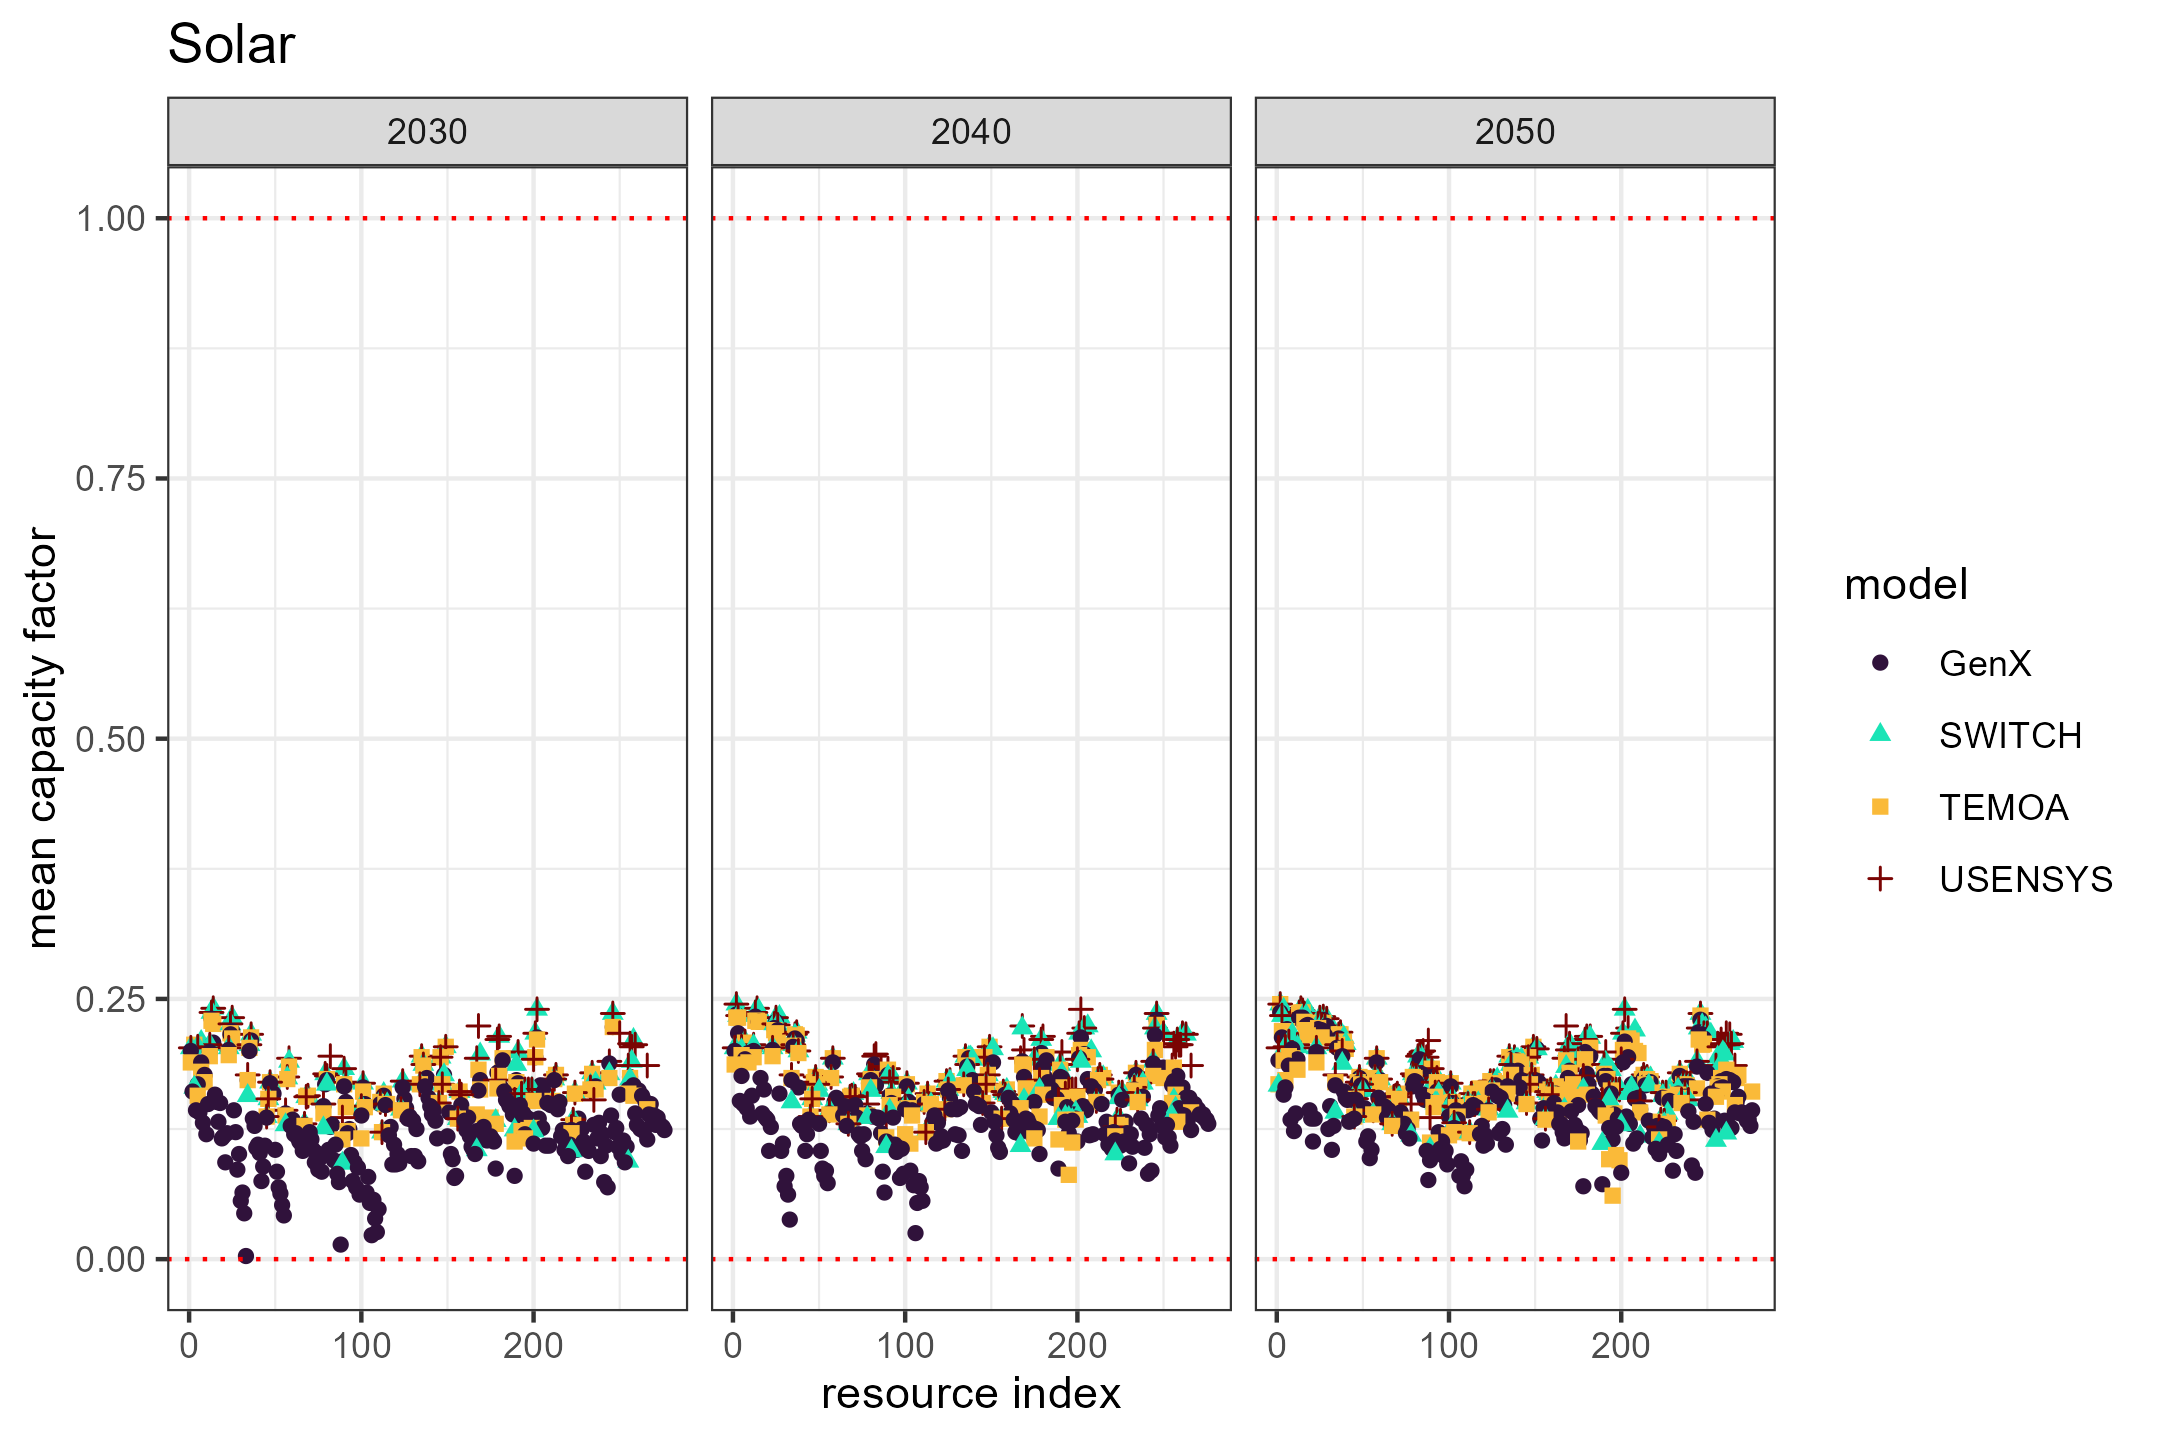 Solar
2030 2040 2050
1.00
0.75
0.50
0.25
0.00
mean capacity factor
0 100 200 0 100 200 0 100 200
resource index
model
GenX
SWITCH
TEMOA
USENSYS